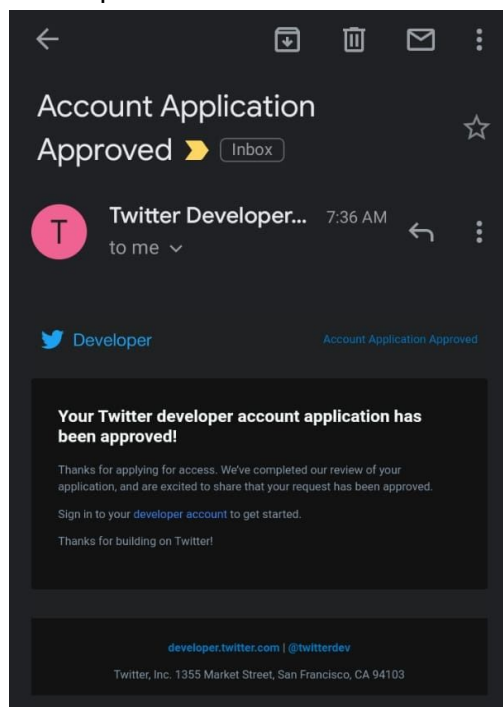 Account Application
Approved Inbox
T
Twitter Developer... 7:36 AM
to me
Developer Account Application Approved
Your Twitter developer account application has
been approved!
Thanks for applying for access. We've completed our review of your
application, and are excited to share that your request has been approved.
Sign in to your developer account to get started.
Thanks for building on Twitter!
developer.twitter.com | @twitterdev
Twitter, Inc. 1355 Market Street, San Francisco, CA 94103